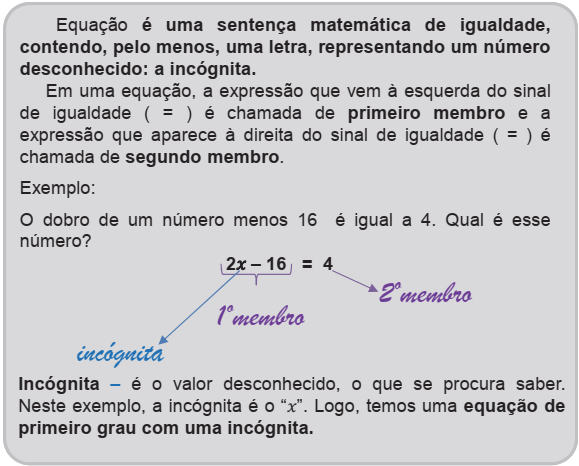 Equação é uma sentença matemática de igualdade,
contendo, pelo menos, uma letra, representando um número
desconhecido: a incógnita.
Em uma equação, a expressão que vem à esquerda do sinal
de igualdade ( = ) é chamada de primeiro membro e a
expressão que aparece à direita do sinal de igualdade ( = ) é
chamada de segundo membro.
Exemplo:
O dobro de um número menos 16 é igual a 4. Qual é esse
número?
2x – 16 = 4
2º membro
1º membro
incógnita
Incógnita – é o valor desconhecido, o que se procura saber.
Neste exemplo, a incógnita é o “x”. Logo, temos uma equação de
primeiro grau com uma incógnita.